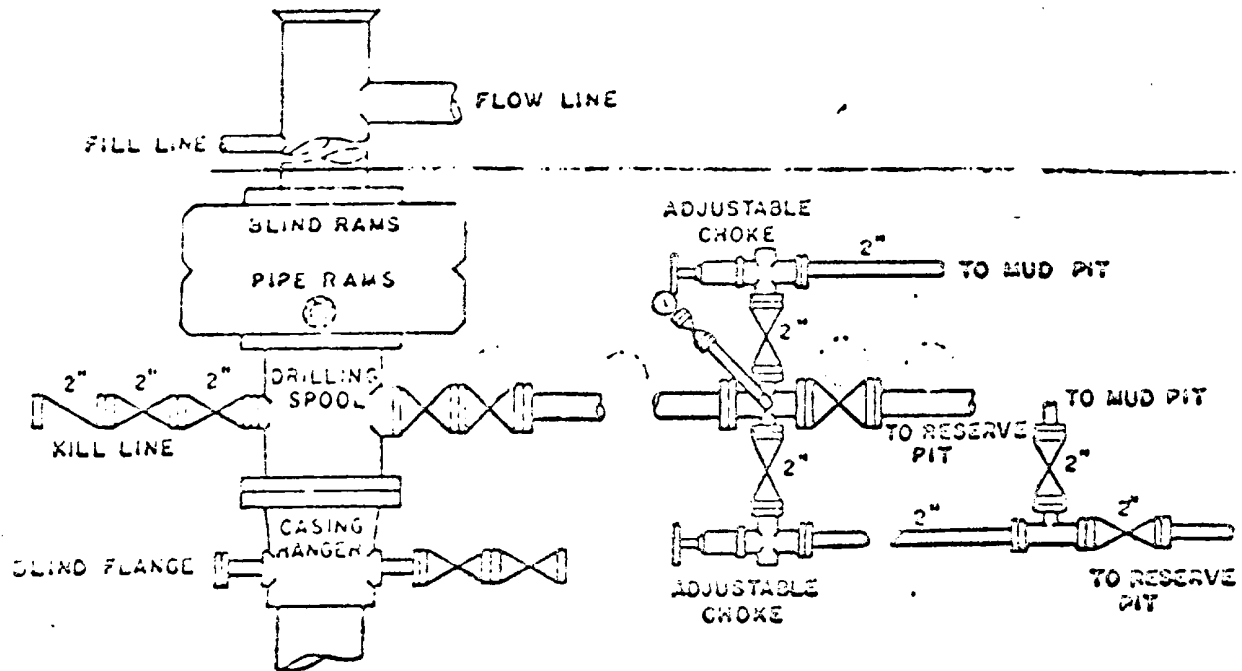 FLOW LINE
FILL LINE
BLIND RAMS
PIPE RAMS
ADJUSTABLE
CHOKE
2"
TO MUD PIT
2"
2" 2" 2"
DRILLING
SPOOL
KILL LINE
TO MUD PIT
TO RESERVE
PIT
2"
2"
2"
2"
CASING
HANGER
BLIND FLANGE
ADJUSTABLE
CHOKE
TO RESERVE
PIT